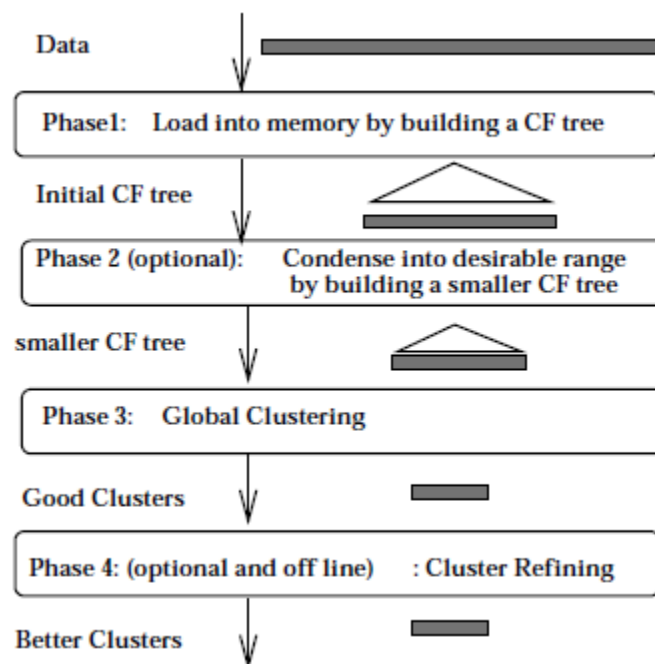 Data
Phase1: Load into memory by building a CF tree
Initial CF tree
Phase 2 (optional): Condense into desirable range
by building a smaller CF tree
smaller CF tree
Phase 3: Global Clustering
Good Clusters
Phase 4: (optional and off line) : Cluster Refining
Better Clusters